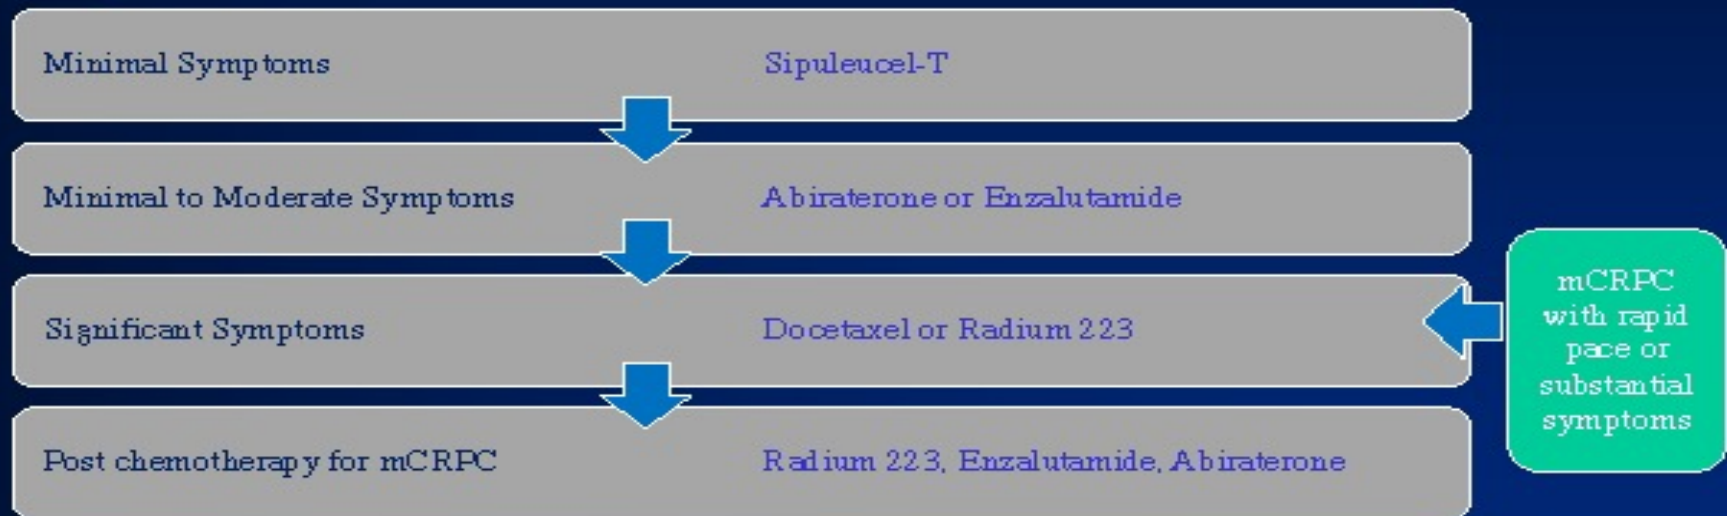 Minimal Symptoms Sipuleucel-T
Minimal to Moderate Symptoms Abiraterone or Enzalutamide
Significant Symptoms Docetaxel or Radium 223
mCRPC
with rapid
pace or
substantial
symptoms
Post chemotherapy for mCRPC Radium 223, Enzalutamide, Abiraterone